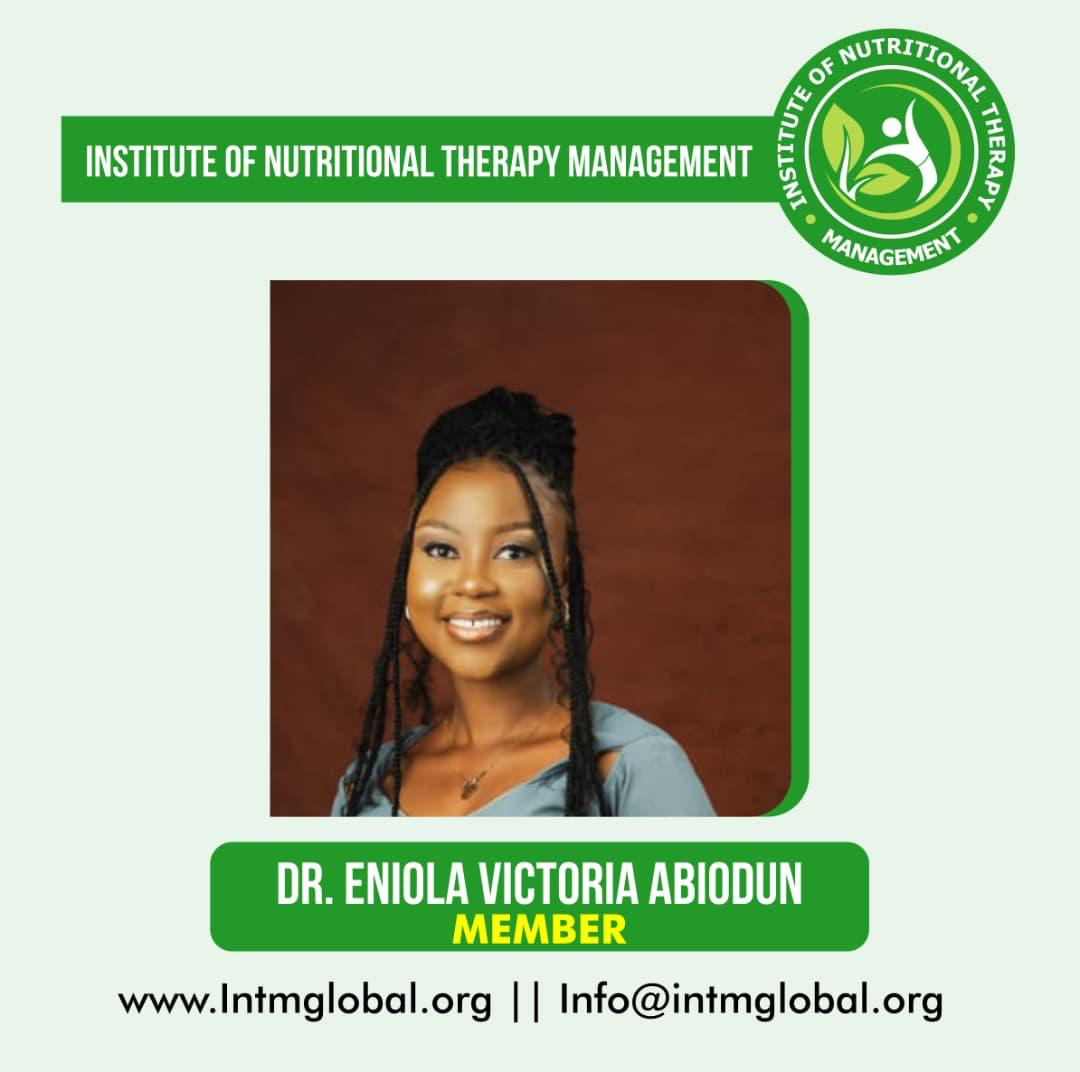 INSTITUTE OF NUTRITIONAL THERAPY MANAGEMENT
INSTITUTE OF NUTRITIONAL THERAPY
MANAGEMENT
DR. ENIOLA VICTORIA ABIODUN
MEMBER
www.Intmglobal.org || Info@intmglobal.org